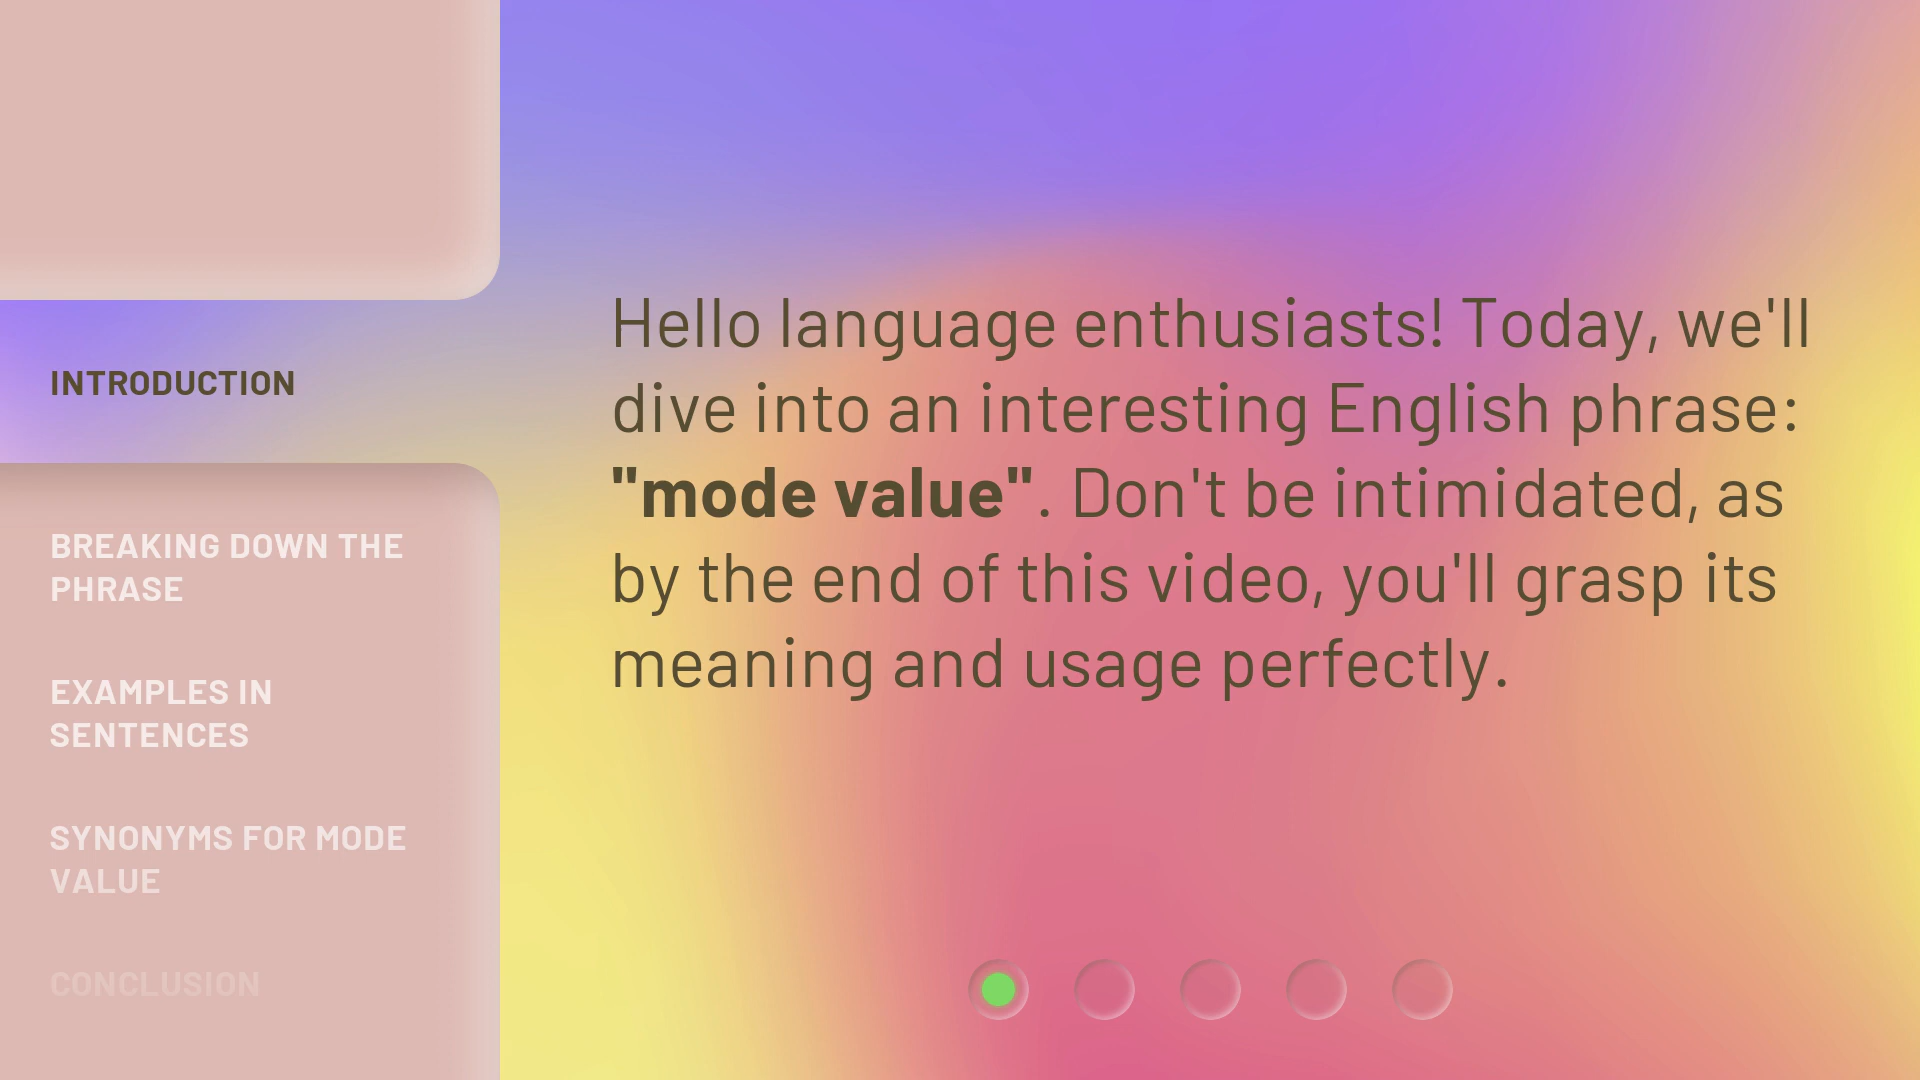 INTRODUCTION
BREAKING DOWN THE
PHRASE
EXAMPLES IN
SENTENCES
SYNONYMS FOR MODE
VALUE
CONCLUSION
Hello language enthusiasts! Today, we'll
dive into an interesting English phrase:
"mode value". Don't be intimidated, as
by the end of this video, you'll grasp its
meaning and usage perfectly.